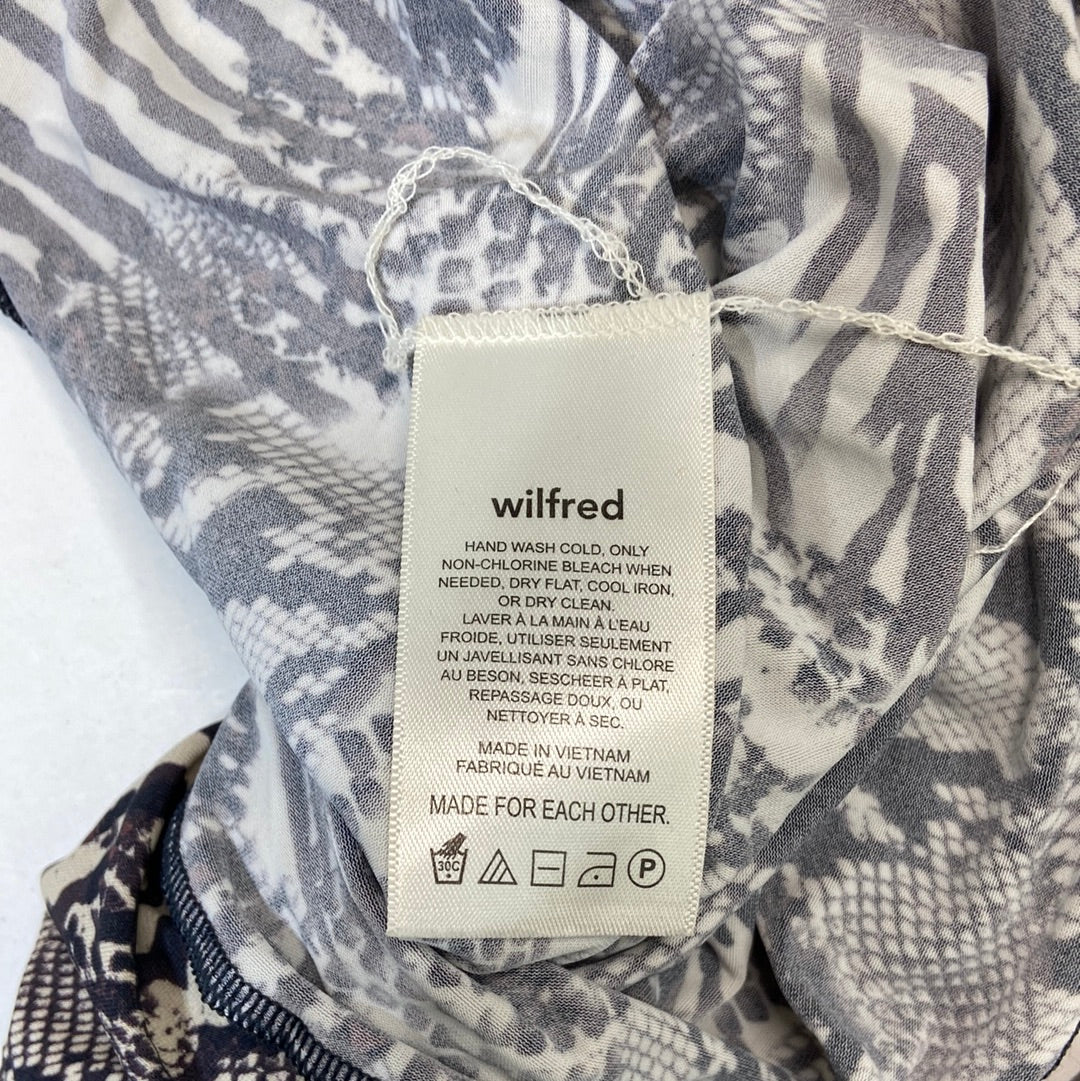 wilfred
HAND WASH COLD, ONLY
NON-CHLORINE BLEACH WHEN
NEEDED, DRY FLAT, COOL IRON,
OR DRY CLEAN.
LAVER À LA MAIN À L'EAU
FROIDE, UTILISER SEULEMENT
UN JAVELLISANT SANS CHLORE
AU BESON, SESCHEER À PLAT,
REPASSAGE DOUX, OU
NETTOYER À SEC.
MADE IN VIETNAM
FABRIQUÉ AU VIETNAM
MADE FOR EACH OTHER.
30C P